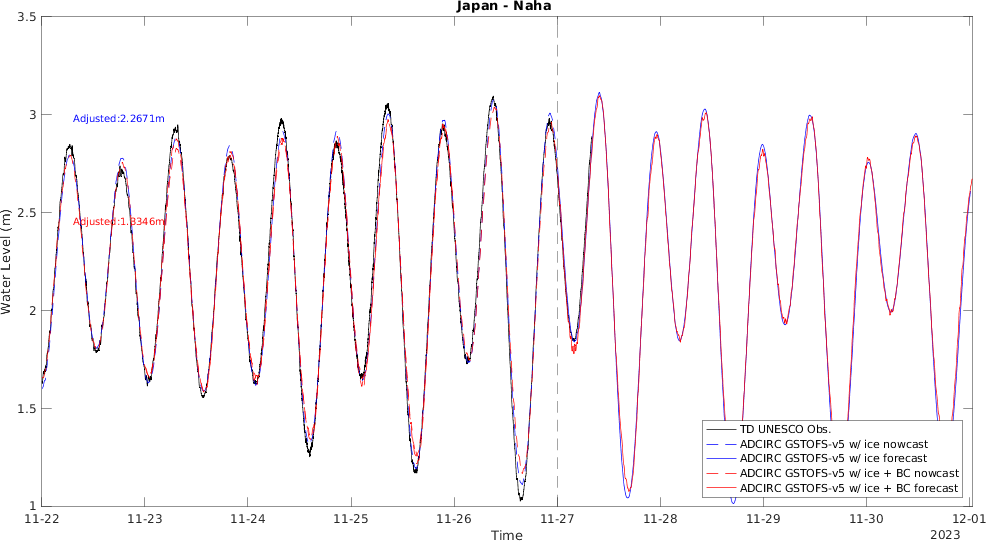 Japan - Naha
3.5
3
2.5
2
1.5
1
Water Level (m)
Adjusted:2.2671m
Adjusted:1.8346m
TD UNESCO Obs.
ADCIRC GSTOFS-v5 w/ ice nowcast
ADCIRC GSTOFS-v5 w/ ice forecast
ADCIRC GSTOFS-v5 w/ ice + BC nowcast
ADCIRC GSTOFS-v5 w/ ice + BC forecast
11-22 11-23 11-24 11-25 11-26 11-27 11-28 11-29 11-30 12-01
Time
2023